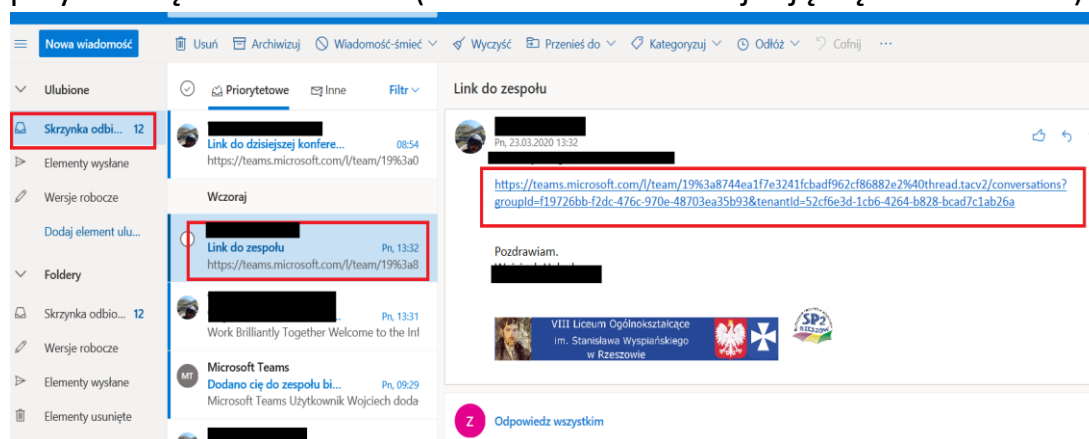 Nowa wiadomość
Usuń Archiwizuj Wiadomość-śmieć Wyczyść Przenieś do Kategoryzuj Odłóż Cofnij ...
Ulubione
Skrzynka odbi... 12
Elementy wysłane
Wersje robocze
Dodaj element ulu...
Foldery
Skrzynka odbio... 12
Wersje robocze
Elementy wysłane
Elementy usunięte
Priorytetowe Inne Filtr
Link do dzisiejszej konfere... 08:54
https://teams.microsoft.com/l/team/19%3a0
Wczoraj
Link do zespołu Pn, 13:32
https://teams.microsoft.com/l/team/19%3a8
Pn, 13:31
Work Brilliantly Together Welcome to the Inf
MT
Microsoft Teams
Dodano cię do zespołu bi... Pn, 09:29
Microsoft Teams Użytkownik Wojciech doda
Link do zespołu
Pn, 23.03.2020 13:32
https://teams.microsoft.com/l/team/19%3a8744ea1f7e3241fcbadf962cf86882e2%40thread.tacv2/conversations?
groupId=f19726bb-f2dc-476c-970e-48703ea35b93&tenantId=52cf6e3d-1cb6-4264-b828-bcad7c1ab26a
Pozdrawiam.
VIII Liceum Ogólnokształcące
im. Stanisława Wyspiańskiego
w Rzeszowie
SP2
RZESZÓW
Z
Odpowiedz wszystkim